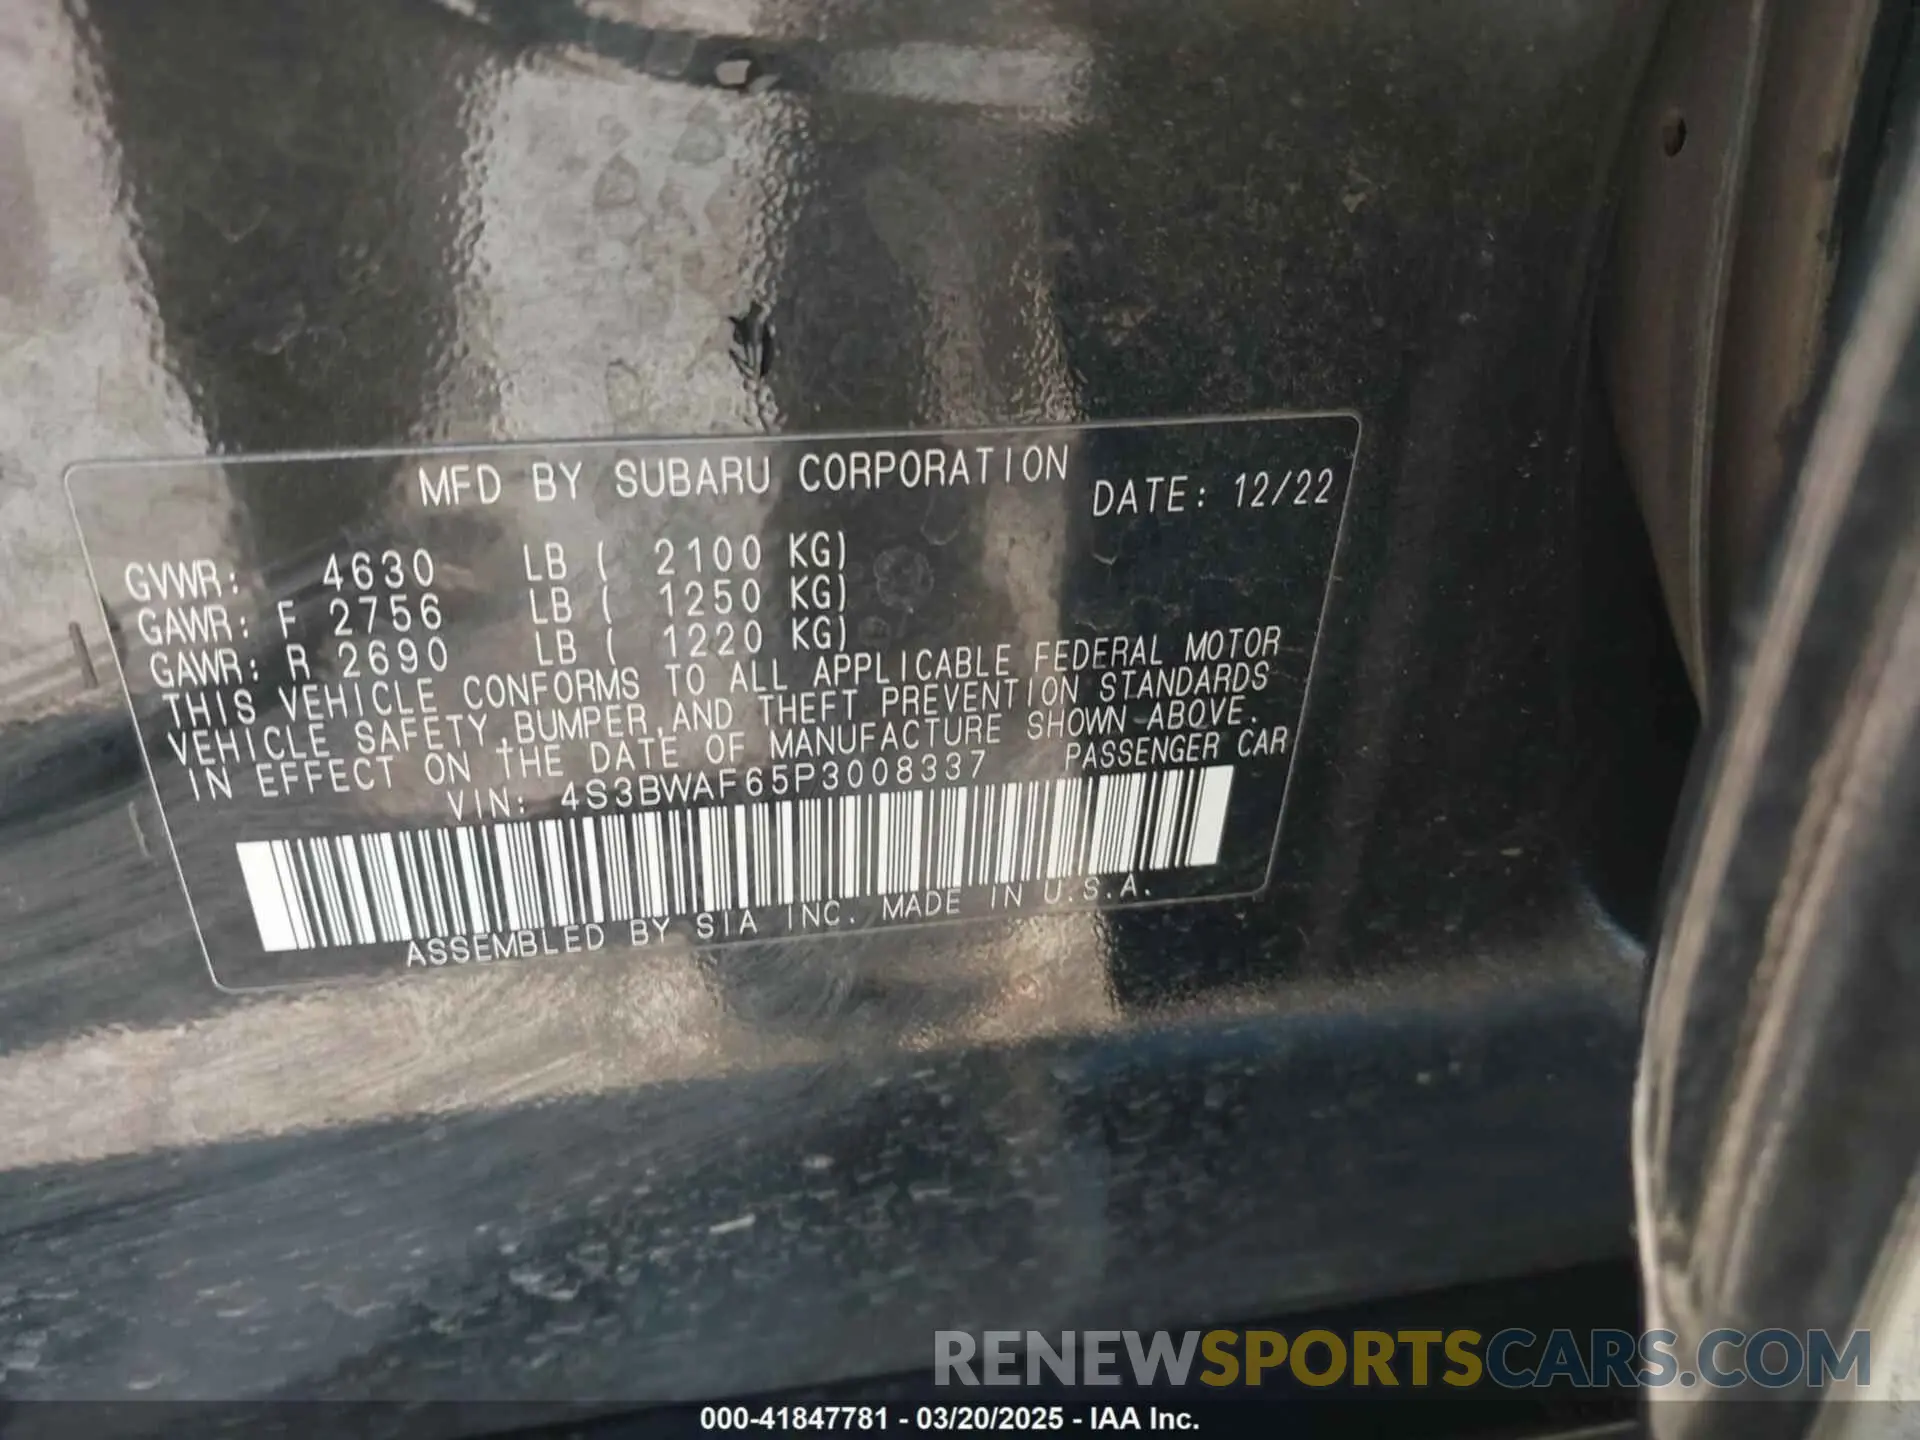 MFD BY SUBARU CORPORATION DATE: 12/22
GVWR: 4630 LB ( 2100 KG)
GAWR: F 2756 LB ( 1250 KG)
GAWR: R 2690 LB ( 1220 KG)
THIS VEHICLE CONFORMS TO ALL APPLICABLE FEDERAL MOTOR
VEHICLE SAFETY,BUMPER,AND THEFT PREVENTION STANDARDS
IN EFFECT ON THE DATE OF MANUFACTURE SHOWN ABOVE.
VIN: 4S3BWAF65P3008337 PASSENGER CAR
ASSEMBLED BY SIA INC. MADE IN U.S.A.
RENEWSPORTSCARS.COM
000-41847781 - 03/20/2025 - IAA Inc.